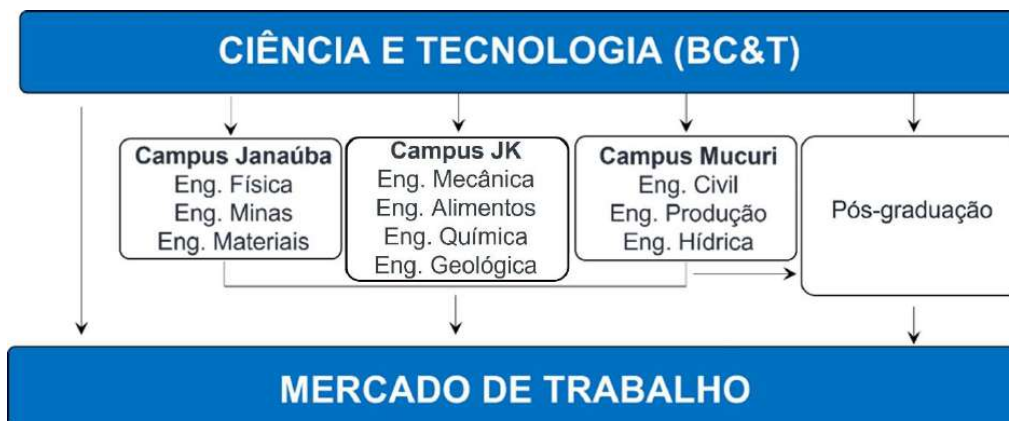 CIÊNCIA E TECNOLOGIA (BC&T)
Campus Janaúba
Eng. Física
Eng. Minas
Eng. Materiais
Campus JK
Eng. Mecânica
Eng. Alimentos
Eng. Química
Eng. Geológica
Campus Mucuri
Eng. Civil
Eng. Produção
Eng. Hídrica
Pós-graduação
MERCADO DE TRABALHO